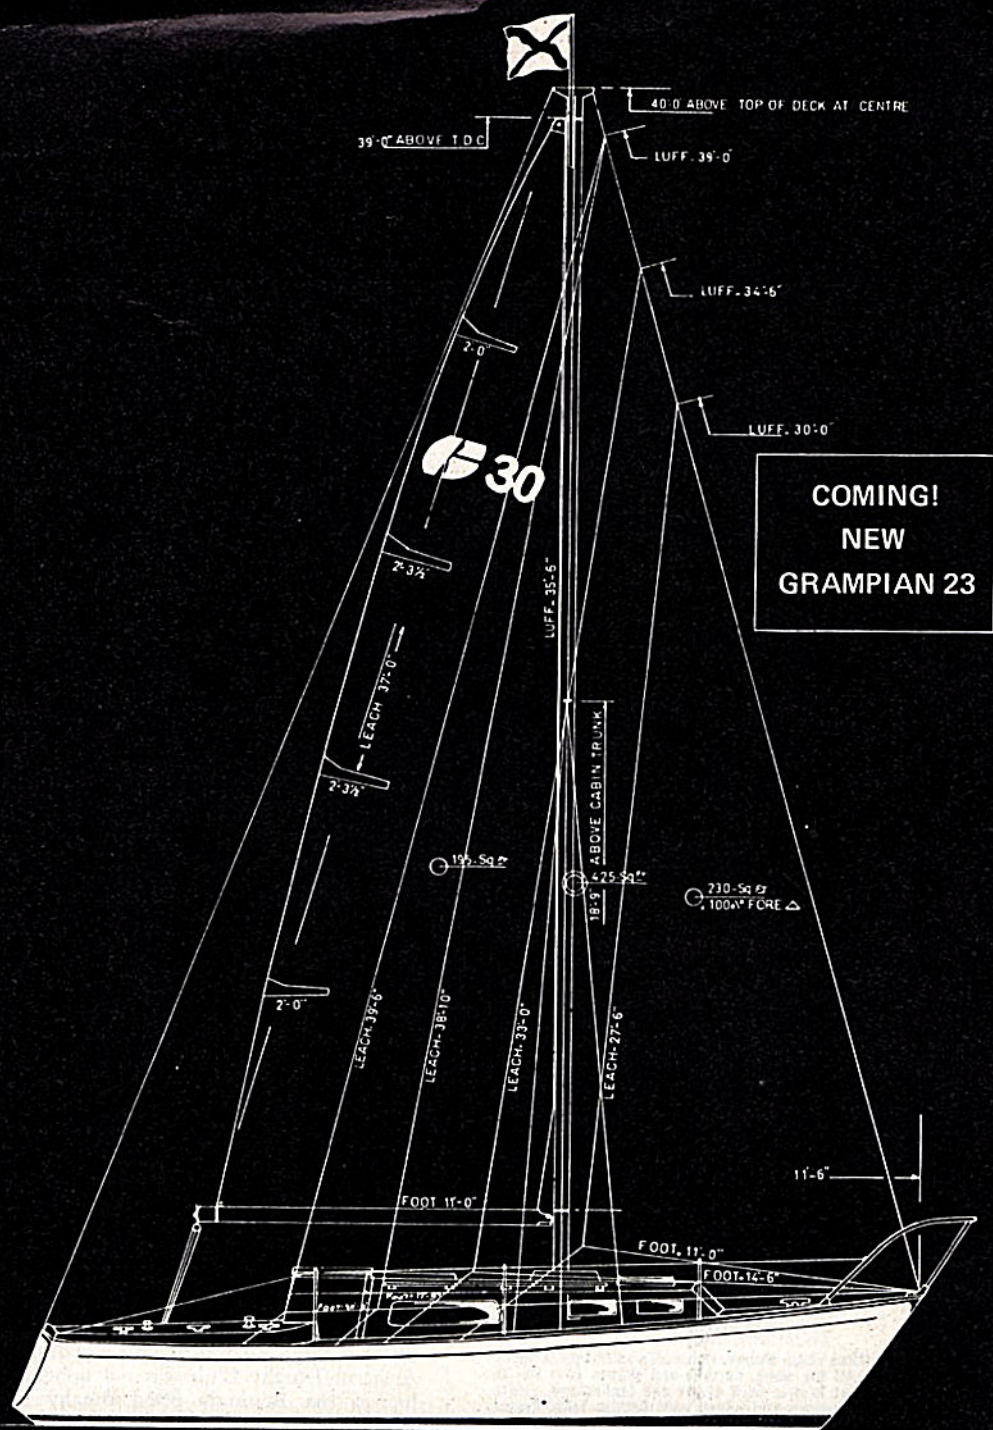 40'-0" ABOVE TOP OF DECK AT CENTRE
39'-0" ABOVE T.D.C
LUFF. 39'-0"
LUFF. 34'-6"
LUFF. 30'-0"
2'-0"
G 30
COMING!
NEW
GRAMPIAN 23
2'-3½"
LUFF. 35'-6"
LEACH 37'-0"
2'-3½"
18'-9" ABOVE CABIN TRUNK
195-Sq Ft
425-Sq Ft
230-Sq Ft
100% FORE △
2'-0"
LEACH. 39'-6"
LEACH- 38'-10"
LEACH. 33'-0"
LEACH- 27'-6"
11'-6"
FOOT 11'-0"
FOOT. 11'-0"
FOOT-14'-6"